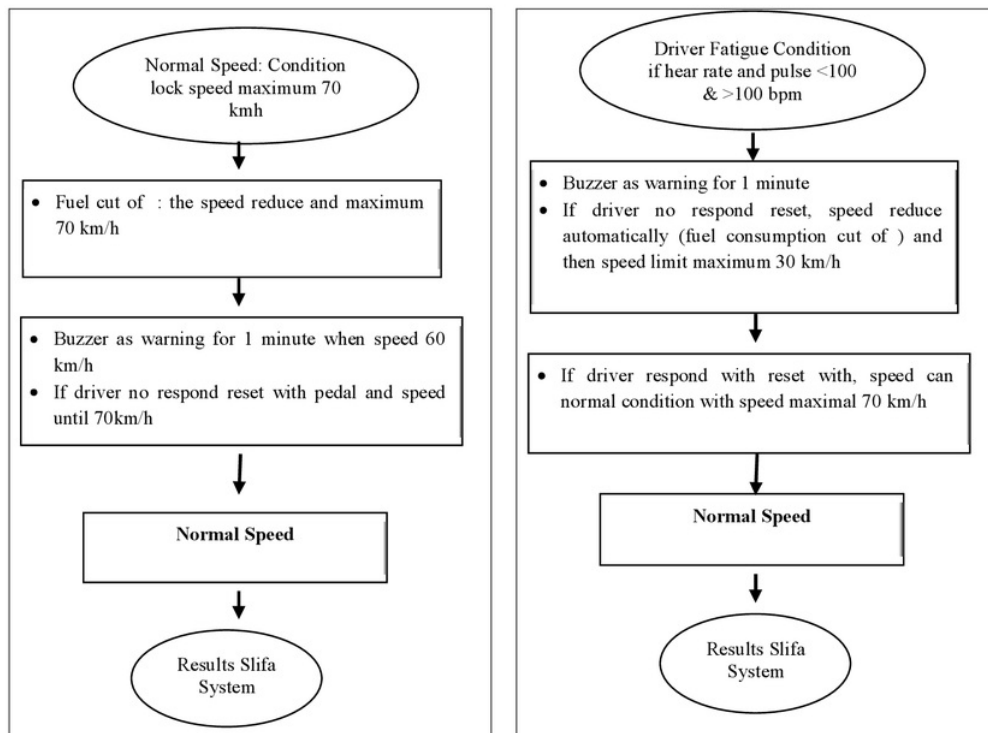 Normal Speed: Condition
lock speed maximum 70
kmh
• Fuel cut of : the speed reduce and maximum
70 km/h
• Buzzer as warning for 1 minute when speed 60
km/h
• If driver no respond reset with pedal and speed
until 70km/h
Normal Speed
Results Slifa
System
Driver Fatigue Condition
if hear rate and pulse <100
& >100 bpm
• Buzzer as warning for 1 minute
• If driver no respond reset, speed reduce
automatically (fuel consumption cut of ) and
then speed limit maximum 30 km/h
• If driver respond with reset with, speed can
normal condition with speed maximal 70 km/h
Normal Speed
Results Slifa
System